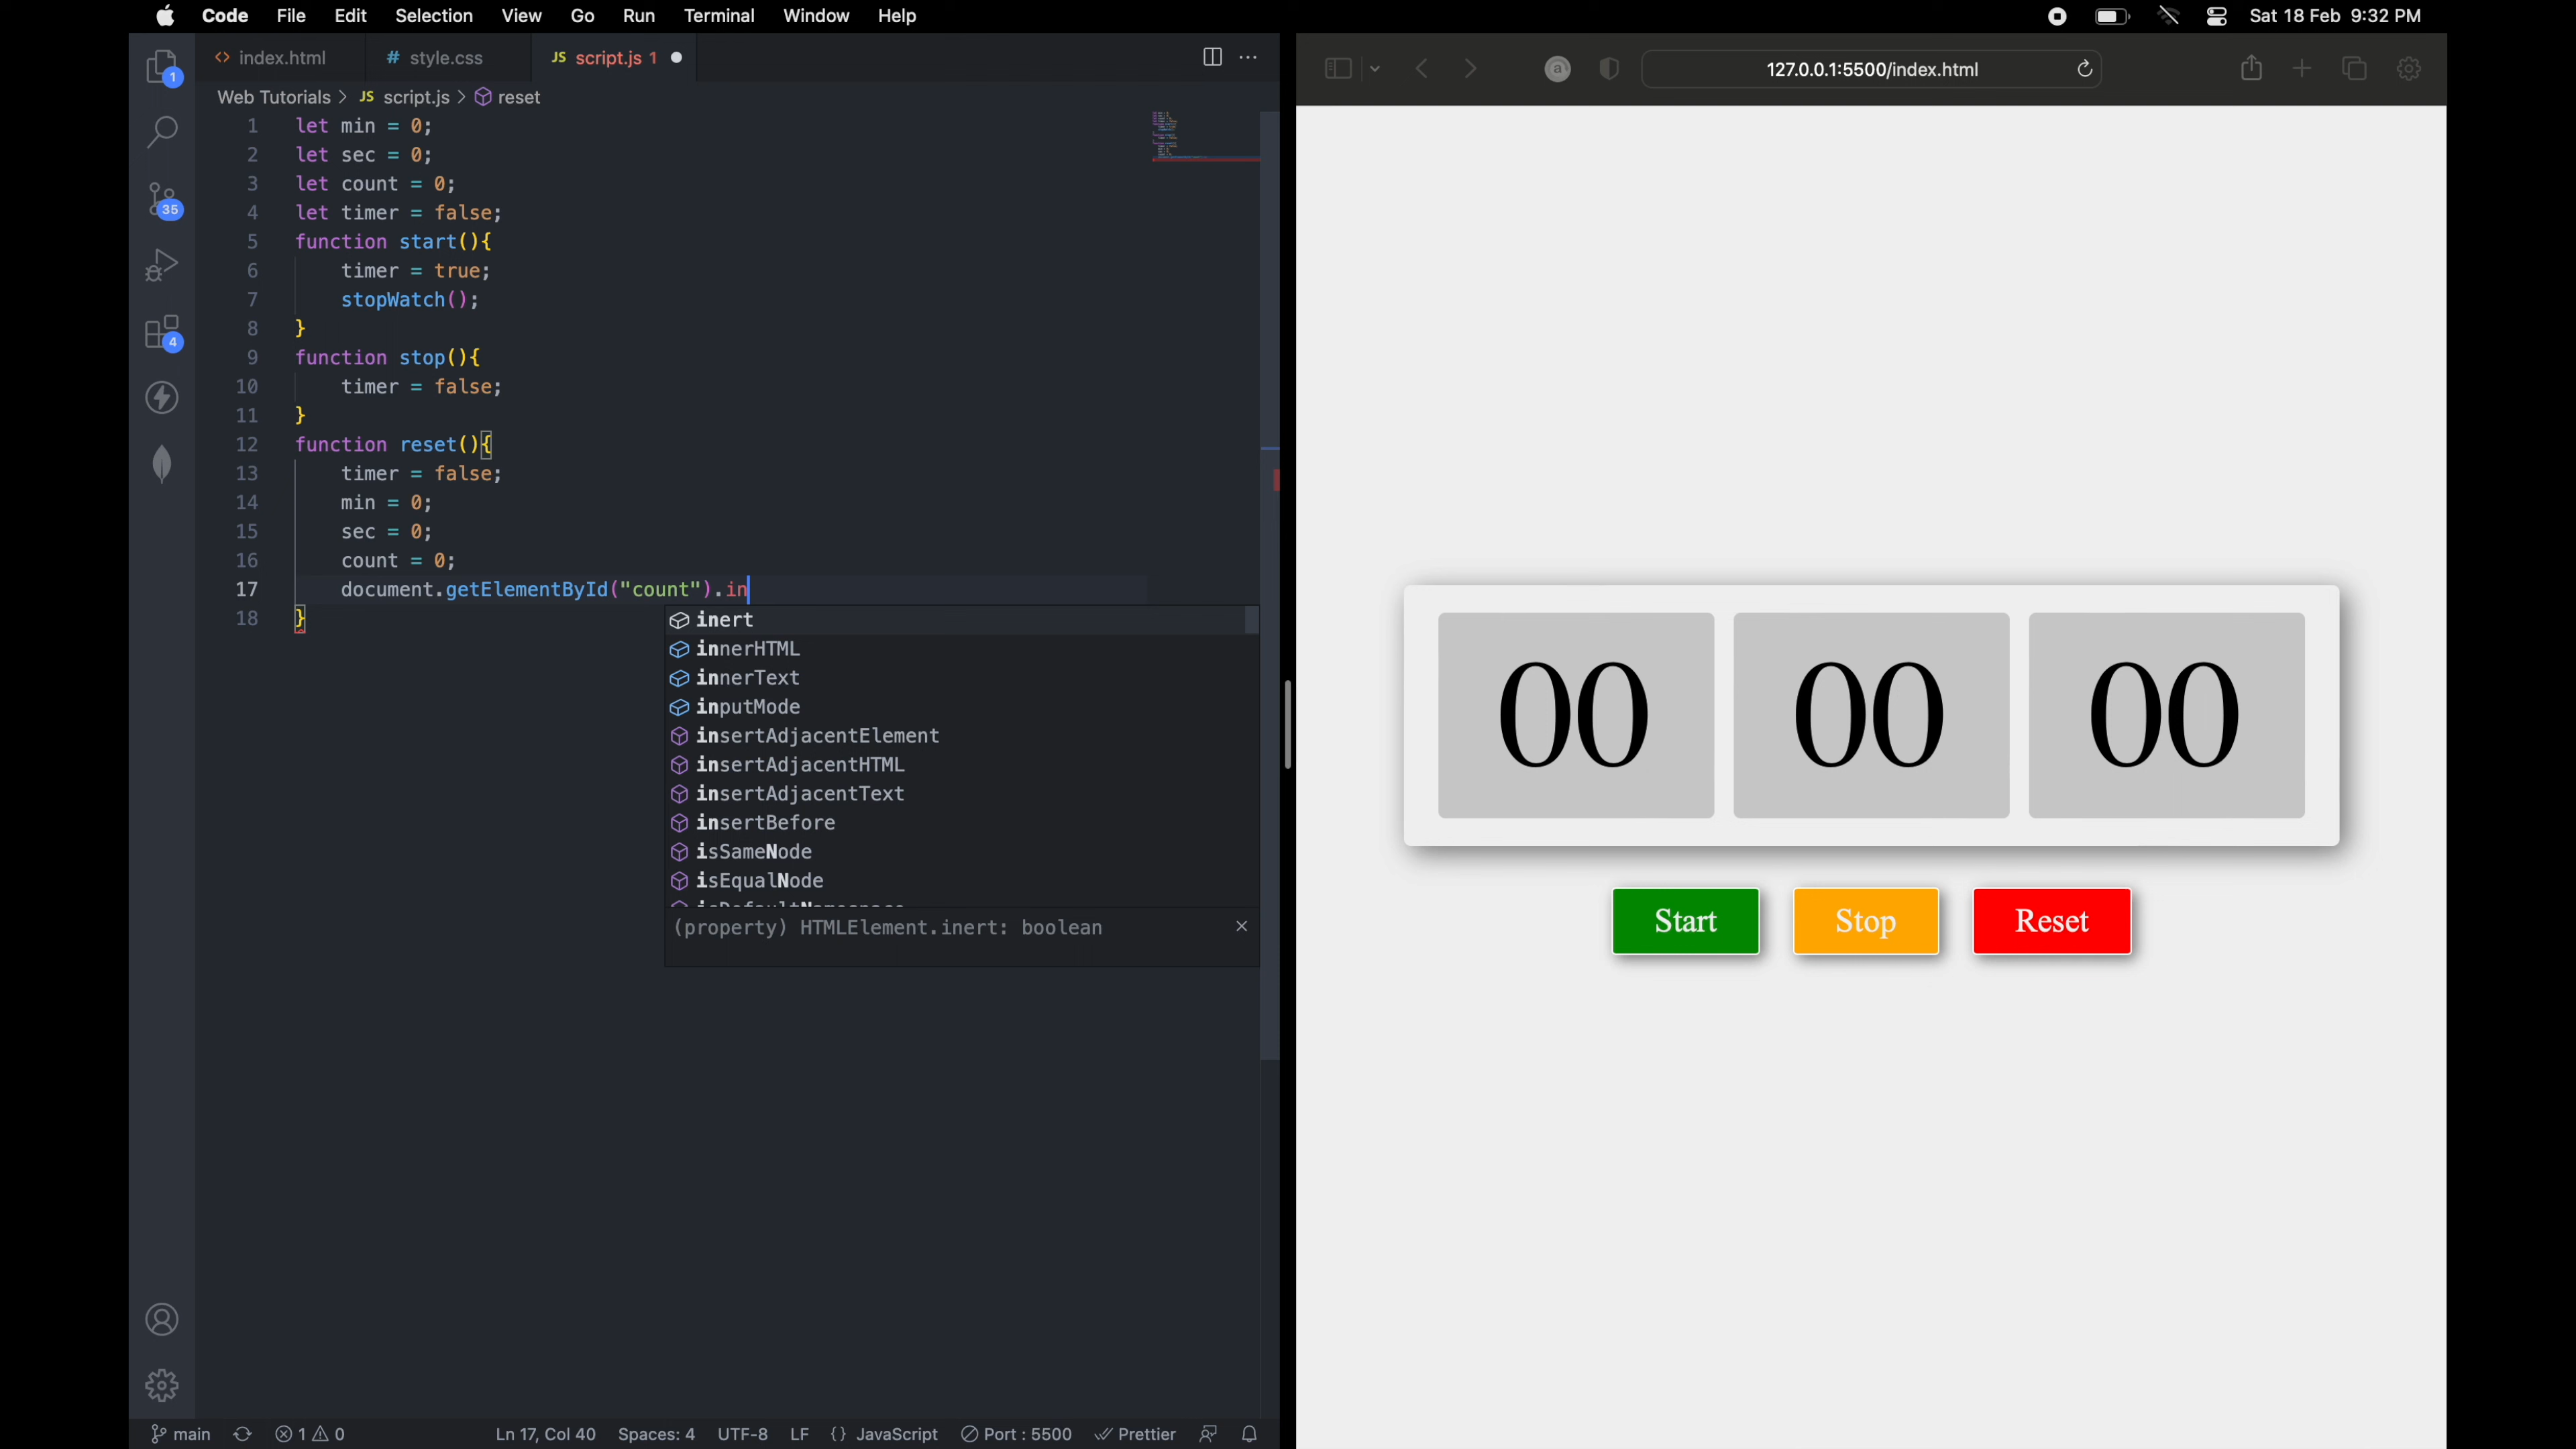 Code File Edit Selection View Go Run Terminal Window Help
Sat 18 Feb 9:32 PM
index.html
# style.css
JS script.js 1
Web Tutorials > JS script.js > reset
1 let min = 0;
2 let sec = 0;
3 let count = 0;
4 let timer = false;
5 function start(){
6 timer = true;
7 stopWatch();
8 }
9 function stop(){
10 timer = false;
11 }
12 function reset(){
13 timer = false;
14 min = 0;
15 sec = 0;
16 count = 0;
17 document.getElementById("count").in
18 }
inert
innerHTML
innerText
inputMode
insertAdjacentElement
insertAdjacentHTML
insertAdjacentText
insertBefore
isSameNode
isEqualNode
(property) HTMLElement.inert: boolean
1
35
4
main 1 0 Ln 17, Col 40 Spaces: 4 UTF-8 LF {} JavaScript Port : 5500 Prettier
a 127.0.0.1:5500/index.html
00 00 00
Start Stop Reset